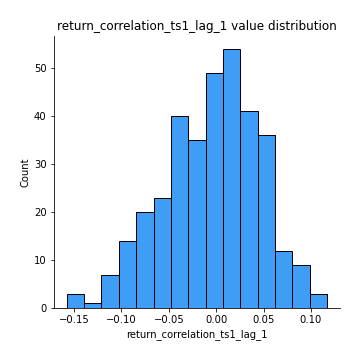 return_correlation_ts1_lag_1 value distribution
Count
50
40
30
20
10
0
−0.15 −0.10 −0.05 0.00 0.05 0.10
return_correlation_ts1_lag_1